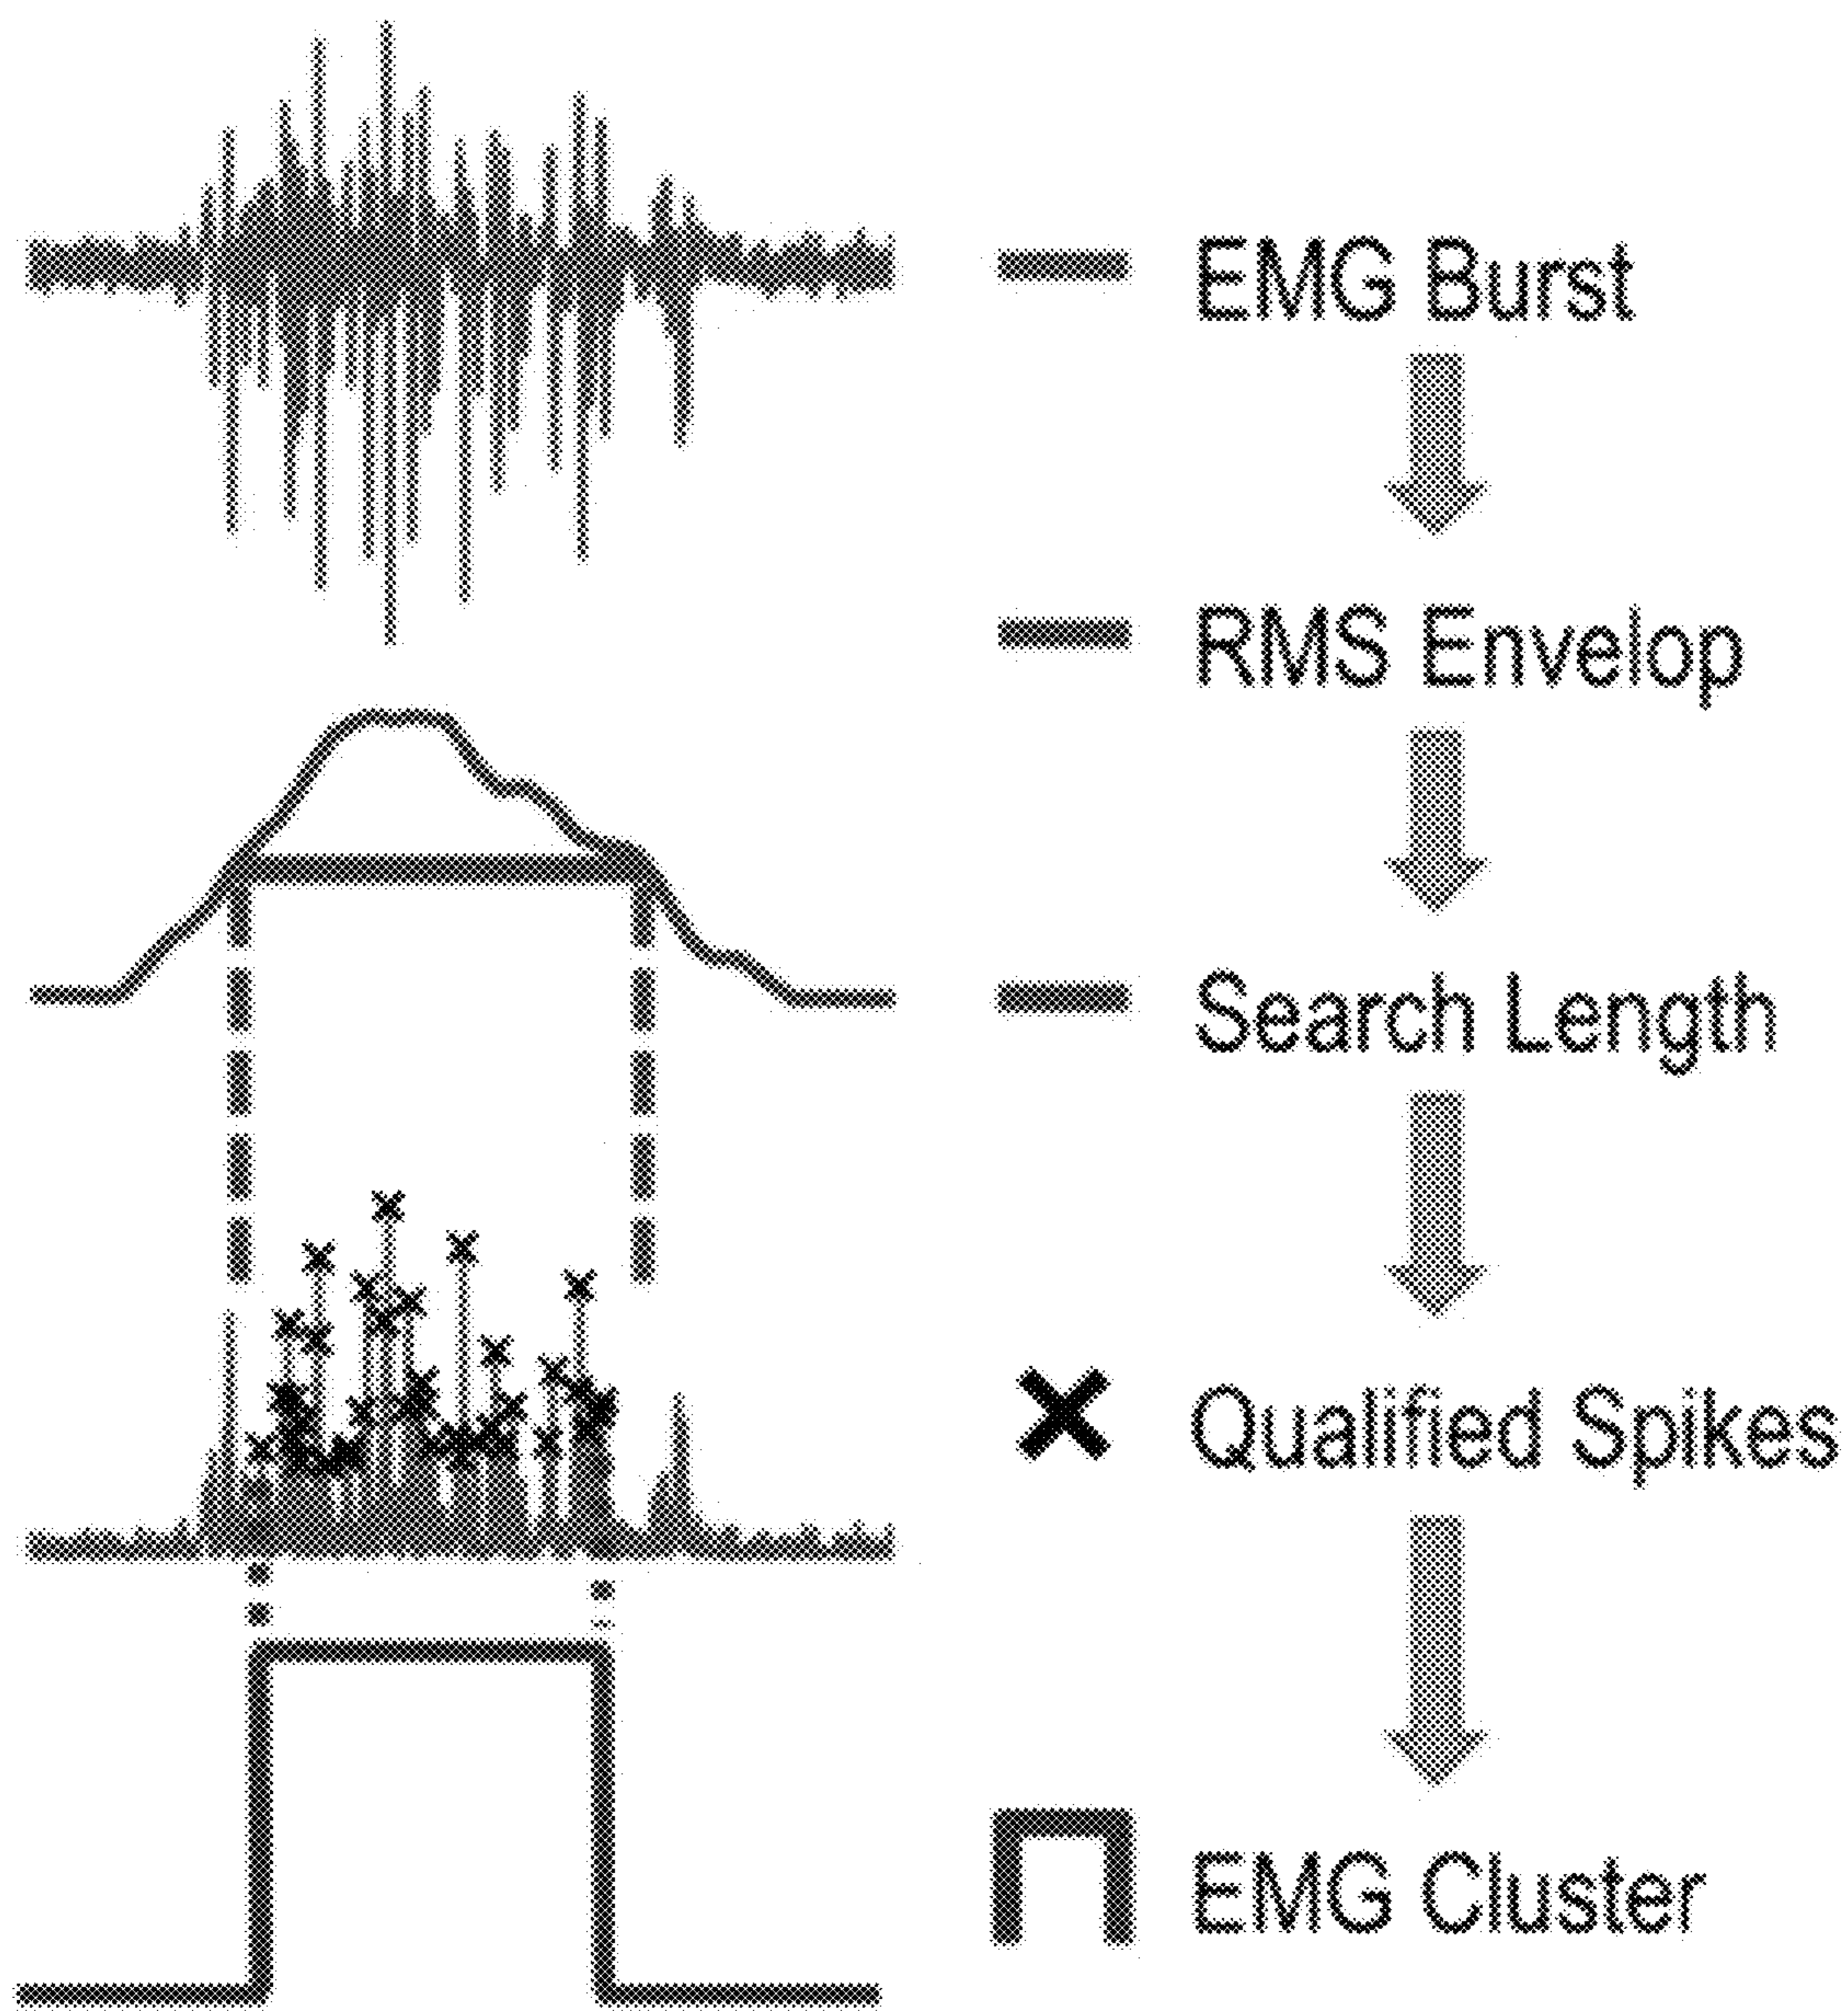 EMG Burst
RMS Envelop
Search Length
Qualified Spikes
EMG Cluster